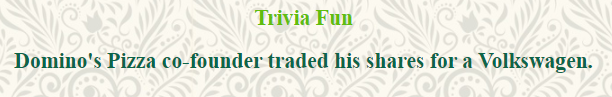 Trivia Fun
Domino's Pizza co-founder traded his shares for a Volkswagen.